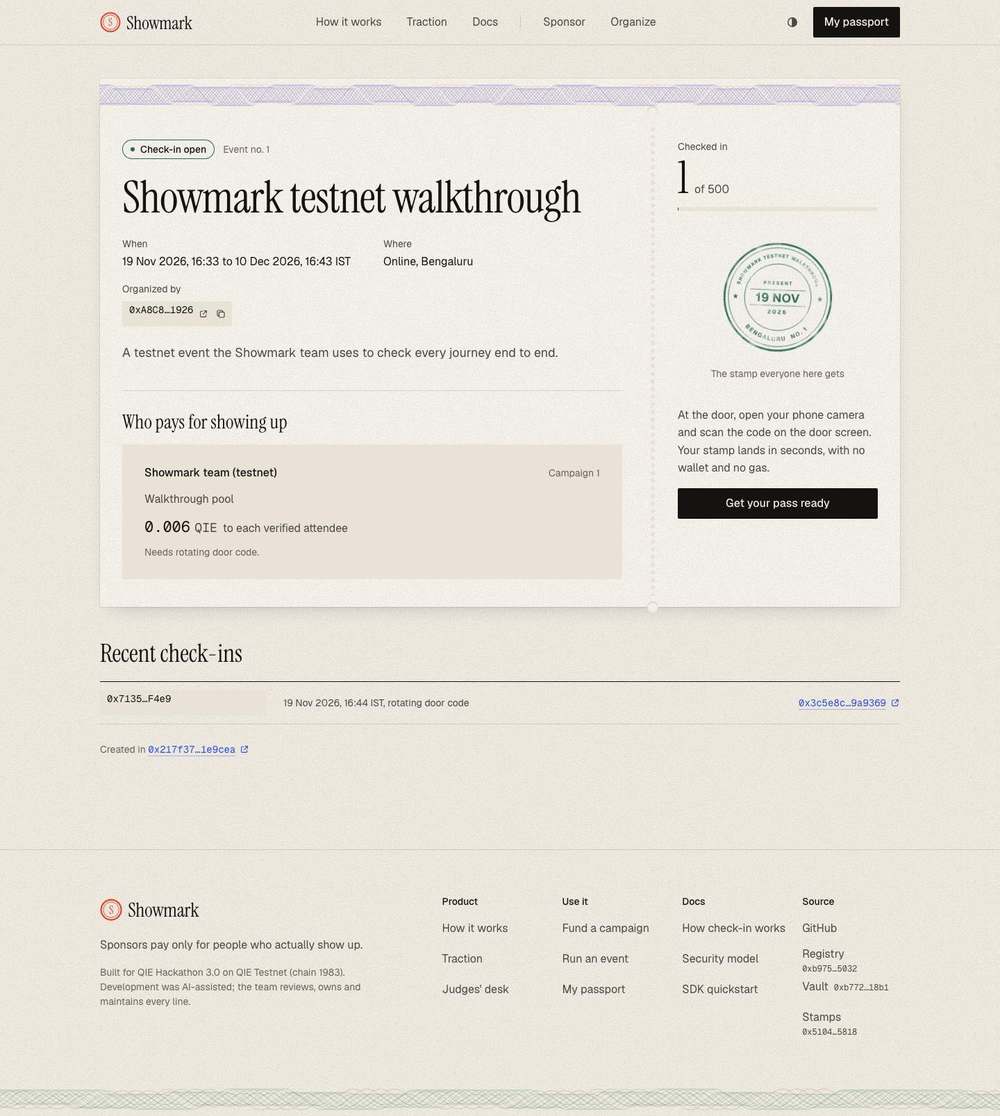 Showmark
How it works
Traction
Docs
Sponsor
Organize
My passport
Check-in open
Event no. 1
Showmark testnet walkthrough
When
19 Nov 2026, 16:33 to 10 Dec 2026, 16:43 IST
Where
Online, Bengaluru
Organized by
0xA8C8…1926
A testnet event the Showmark team uses to check every journey end to end.
Who pays for showing up
Showmark team (testnet)
Campaign 1
Walkthrough pool
0.006 QIE to each verified attendee
Needs rotating door code.
Checked in
1 of 500
SHOWMARK TESTNET WALKTHROUGH
PRESENT
19 NOV
2026
BENGALURU NO. 1
The stamp everyone here gets
At the door, open your phone camera
and scan the code on the door screen.
Your stamp lands in seconds, with no
wallet and no gas.
Get your pass ready
Recent check-ins
0x7135…F4e9
19 Nov 2026, 16:44 IST, rotating door code
0x3c5e8c…9a9369
Created in 0x217f37…1e9cea
Showmark
Sponsors pay only for people who actually show up.
Built for QIE Hackathon 3.0 on QIE Testnet (chain 1983).
Development was AI-assisted; the team reviews, owns and
maintains every line.
Product
How it works
Traction
Judges' desk
Use it
Fund a campaign
Run an event
My passport
Docs
How check-in works
Security model
SDK quickstart
Source
GitHub
Registry
0xb975…5032
Vault 0xb772…18b1
Stamps
0x5104…5818